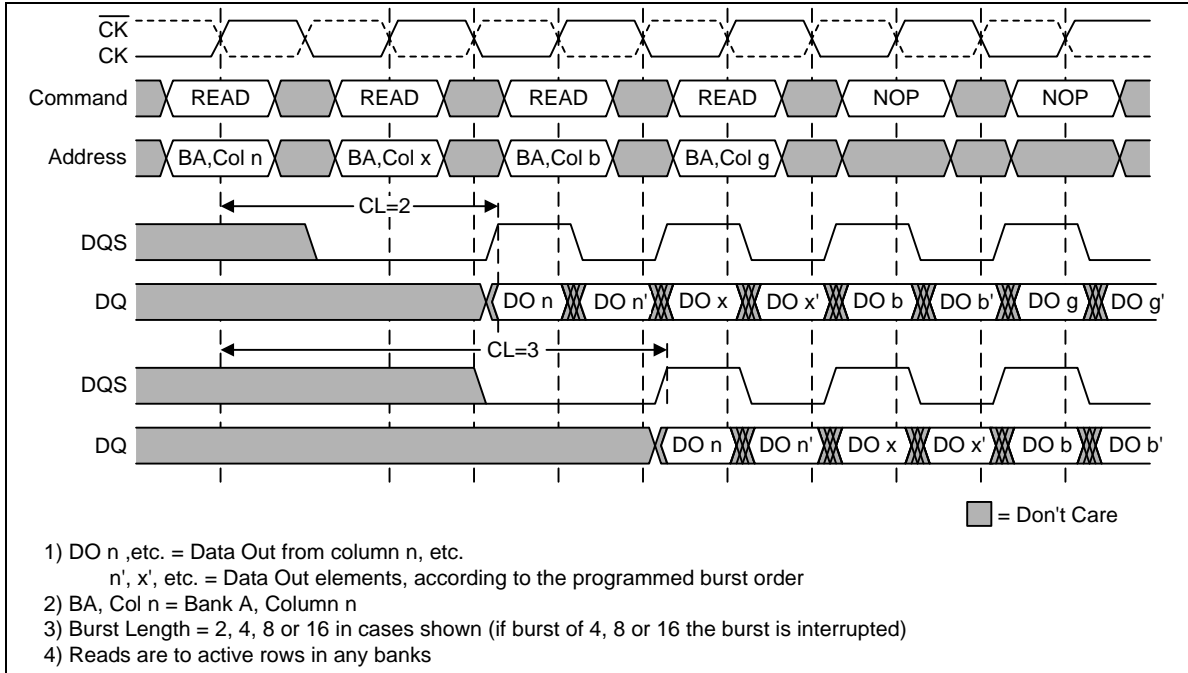 CK
CK
Command READ READ READ READ NOP NOP
Address BA,Col n BA,Col x BA,Col b BA,Col g
CL=2
DQS
DQ DO n DO n' DO x DO x' DO b DO b' DO g DO g'
CL=3
DQS
DQ DO n DO n' DO x DO x' DO b DO b'
= Don't Care
1) DO n ,etc. = Data Out from column n, etc.
n', x', etc. = Data Out elements, according to the programmed burst order
2) BA, Col n = Bank A, Column n
3) Burst Length = 2, 4, 8 or 16 in cases shown (if burst of 4, 8 or 16 the burst is interrupted)
4) Reads are to active rows in any banks